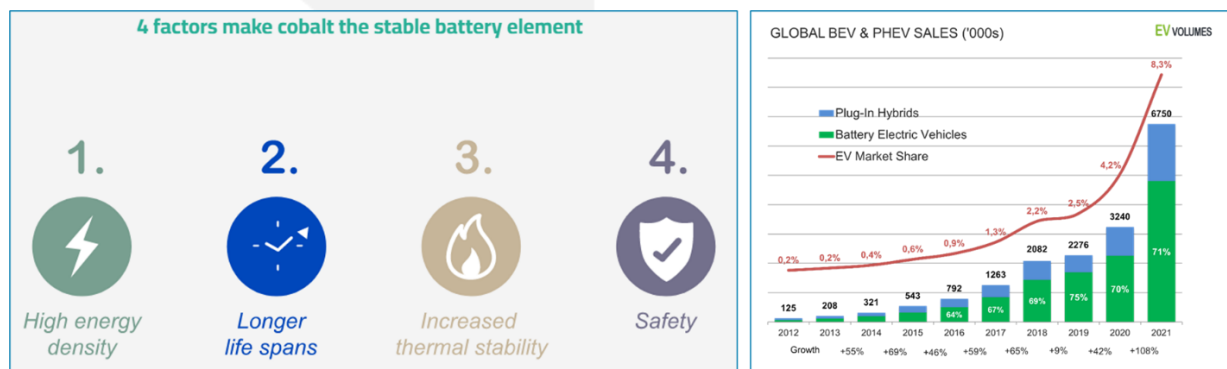 4 factors make cobalt the stable battery element
1.
2.
3.
4.
High energy
density
Longer
life spans
Increased
thermal stability
Safety
GLOBAL BEV & PHEV SALES ('000s)
EV VOLUMES
Plug-In Hybrids
Battery Electric Vehicles
EV Market Share
0,2%
0,2%
0,4%
0,6%
0,9%
1,3%
2,2%
2,5%
4,2%
8,3%
125
208
321
543
792
1263
2082
2276
3240
6750
64%
67%
69%
75%
70%
71%
2012
2013
2014
2015
2016
2017
2018
2019
2020
2021
Growth +55% +69% +46% +59% +65% +9% +42% +108%